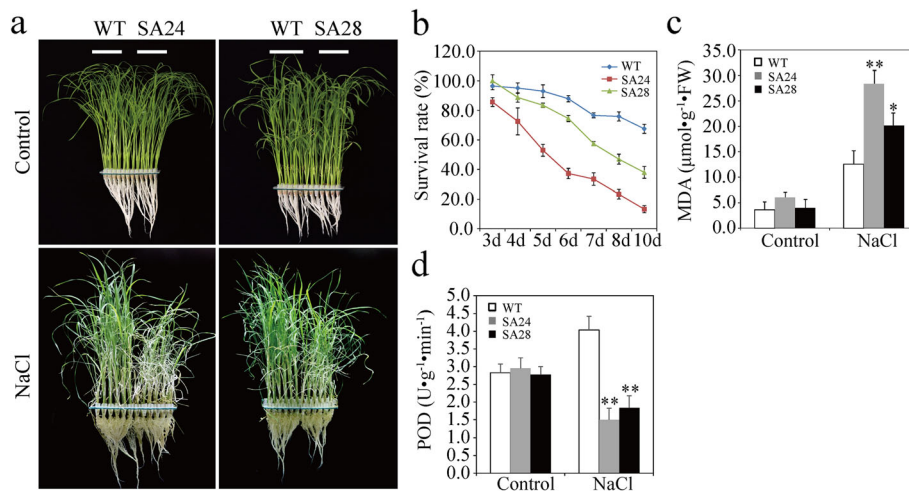 a
WT SA24
WT SA28
Control
NaCl
b
Survival rate (%)
120.0
100.0
80.0
60.0
40.0
20.0
0.0
3d 4d 5d 6d 7d 8d 10d
WT
SA24
SA28
c
MDA (μmol•g⁻¹•FW)
35.0
30.0
25.0
20.0
15.0
10.0
5.0
0.0
WT
SA24
SA28
**
*
Control NaCl
d
POD (U•g⁻¹•min⁻¹)
5.0
4.5
4.0
3.5
3.0
2.5
2.0
1.5
1.0
0.5
0.0
WT
SA24
SA28
** **
Control NaCl